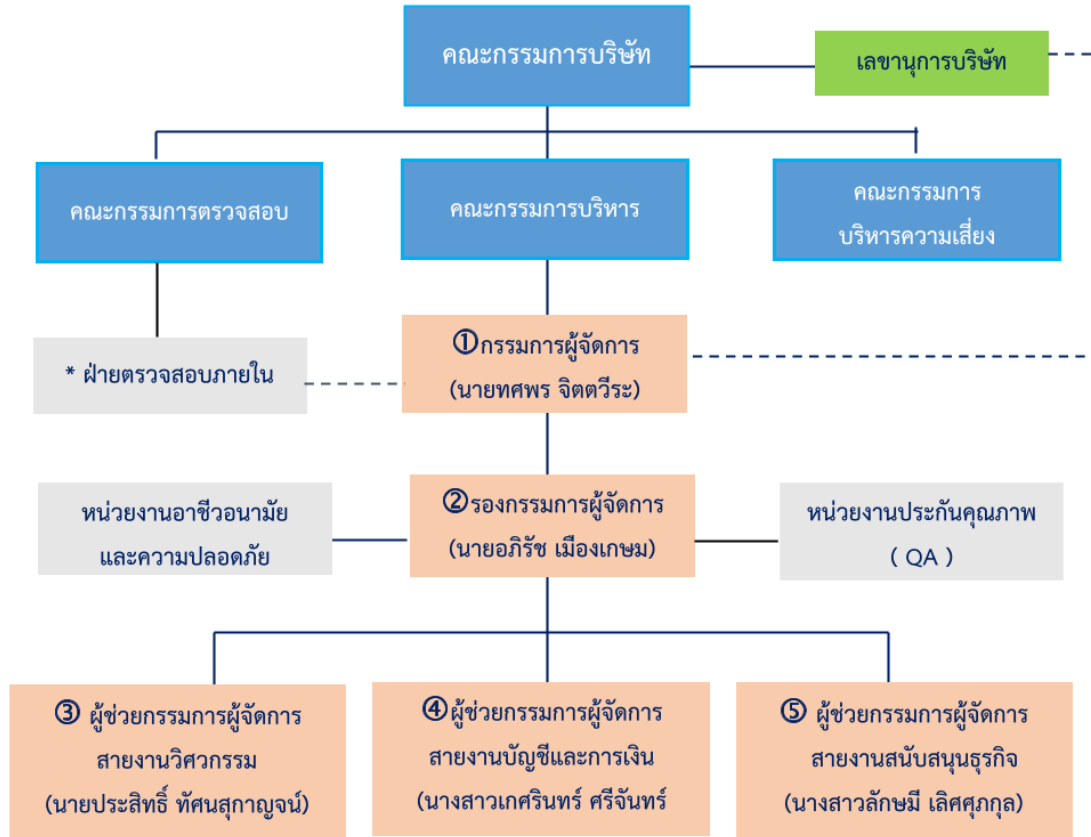 คณะกรรมการบริษัท
เลขานุการบริษัท
คณะกรรมการตรวจสอบ
คณะกรรมการบริหาร
คณะกรรมการ
บริหารความเสี่ยง
* ฝ่ายตรวจสอบภายใน
①กรรมการผู้จัดการ
(นายทศพร จิตตวีระ)
หน่วยงานอาชีวอนามัย
และความปลอดภัย
②รองกรรมการผู้จัดการ
(นายอภิรัช เมืองเกษม)
หน่วยงานประกันคุณภาพ
( QA )
③ ผู้ช่วยกรรมการผู้จัดการ
สายงานวิศวกรรม
(นายประสิทธิ์ ทัศนสุกาญจน์)
④ผู้ช่วยกรรมการผู้จัดการ
สายงานบัญชีและการเงิน
(นางสาวเกศรินทร์ ศรีจันทร์
⑤ ผู้ช่วยกรรมการผู้จัดการ
สายงานสนับสนุนธุรกิจ
(นางสาวลักษมี เลิศศุภกุล)